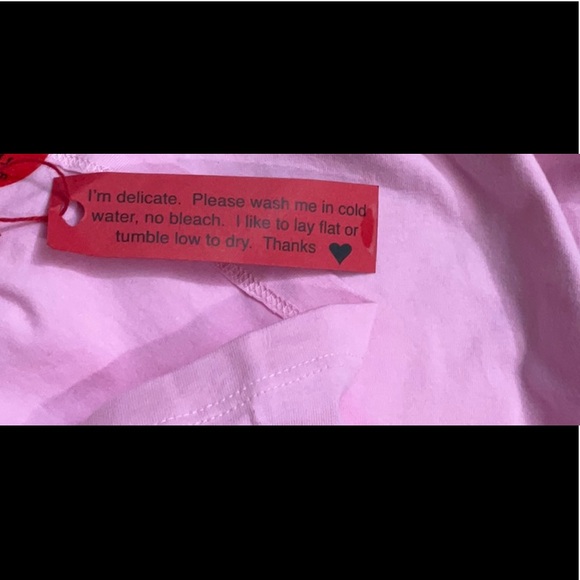 I'm delicate.  Please wash me in cold
water, no bleach.  I like to lay flat or
tumble low to dry.  Thanks ♥